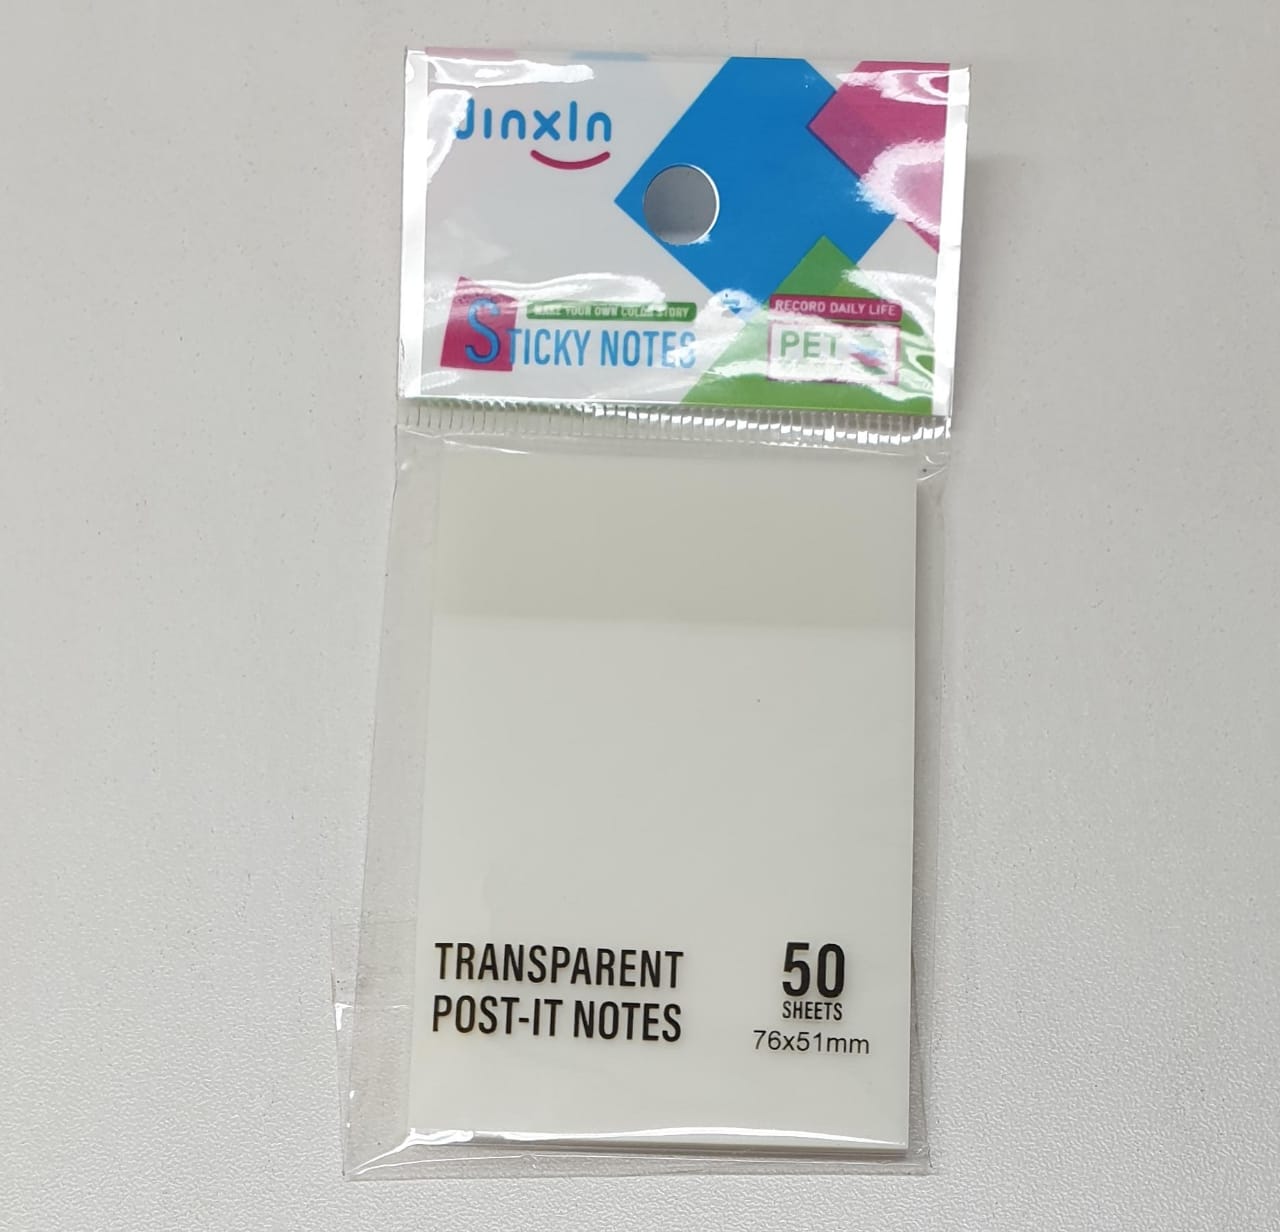 Jinxin
MAKE YOUR OWN COLOR STORY
STICKY NOTES
RECORD DAILY LIFE
PET
TRANSPARENT
POST-IT NOTES
50
SHEETS
76x51mm